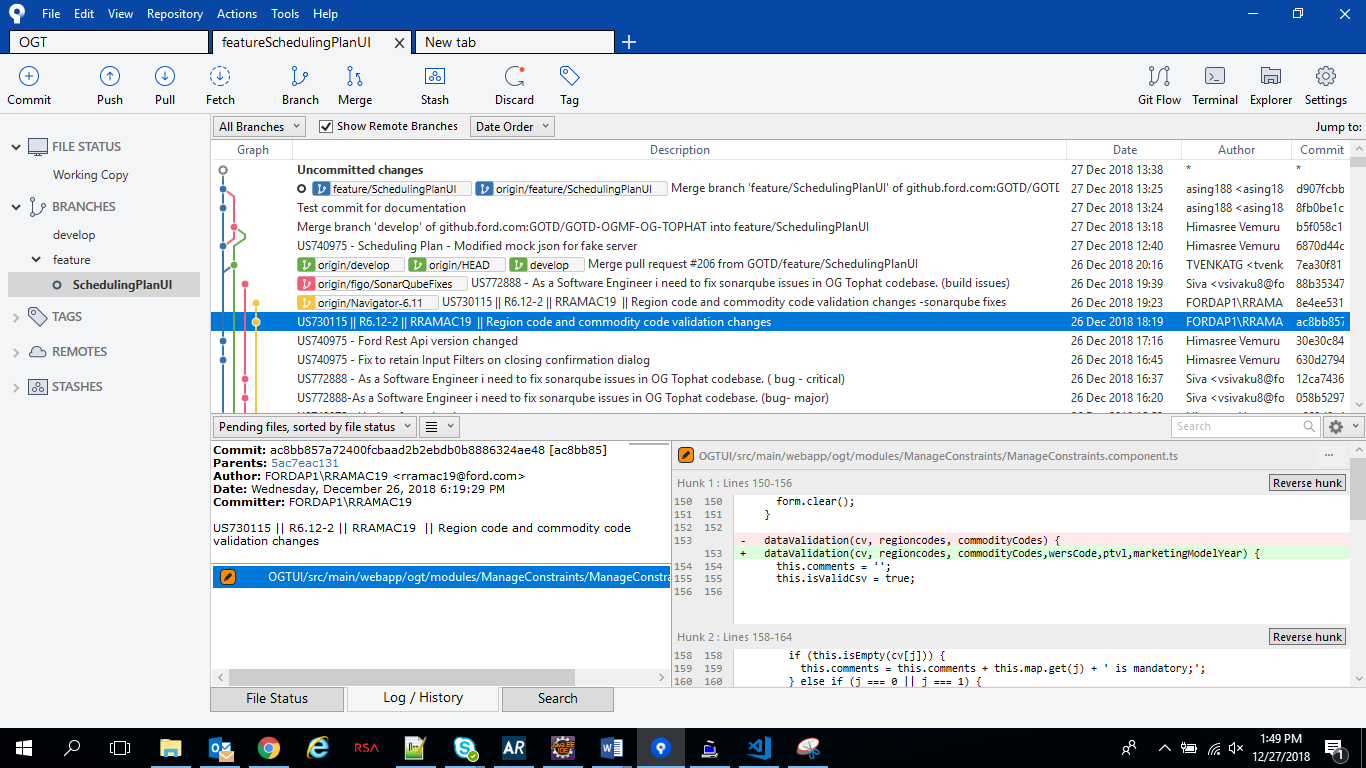 File Edit View Repository Actions Tools Help
OGT featureSchedulingPlanUI New tab
Commit Push Pull Fetch Branch Merge Stash Discard Tag Git Flow Terminal Explorer Settings
All Branches Show Remote Branches Date Order Jump to:
FILE STATUS
Working Copy
BRANCHES
develop
feature
SchedulingPlanUI
TAGS
REMOTES
STASHES
Graph Description Date Author Commit
Uncommitted changes 27 Dec 2018 13:38 * *
feature/SchedulingPlanUI origin/feature/SchedulingPlanUI Merge branch 'feature/SchedulingPlanUI' of github.ford.com:GOTD/GOTD 27 Dec 2018 13:25 asing188 <asing18 d907fcbb
Test commit for documentation 27 Dec 2018 13:24 asing188 <asing18 8fb0be1c
Merge branch 'develop' of github.ford.com:GOTD/GOTD-OGMF-OG-TOPHAT into feature/SchedulingPlanUI 27 Dec 2018 13:18 Himasree Vemuru b5f058c1
US740975 - Scheduling Plan - Modified mock json for fake server 27 Dec 2018 12:40 Himasree Vemuru 6870d44c
origin/develop origin/HEAD develop Merge pull request #206 from GOTD/feature/SchedulingPlanUI 26 Dec 2018 20:16 TVENKATG <tvenk 7ea30f81
origin/figo/SonarQubeFixes US772888 - As a Software Engineer i need to fix sonarqube issues in OG Tophat codebase. (build issues) 26 Dec 2018 19:39 Siva <vsivaku8@fo 88b35347
origin/Navigator-6.11 US730115 || R6.12-2 || RRAMAC19 || Region code and commodity code validation changes -sonarqube fixes 26 Dec 2018 19:23 FORDAP1\RRAMA 8e4ee531
US730115 || R6.12-2 || RRAMAC19 || Region code and commodity code validation changes 26 Dec 2018 18:19 FORDAP1\RRAMA ac8bb857
US740975 - Ford Rest Api version changed 26 Dec 2018 17:16 Himasree Vemuru 30e30c84
US740975 - Fix to retain Input Filters on closing confirmation dialog 26 Dec 2018 16:45 Himasree Vemuru 630d2794
US772888 - As a Software Engineer i need to fix sonarqube issues in OG Tophat codebase. ( bug - critical) 26 Dec 2018 16:37 Siva <vsivaku8@fo 12ca7436
US772888-As a Software Engineer i need to fix sonarqube issues in OG Tophat codebase. (bug- major) 26 Dec 2018 16:20 Siva <vsivaku8@fo 058b5297
Pending files, sorted by file status Search
Commit: ac8bb857a72400fcbaad2b2ebdb0b8886324ae48 [ac8bb85]
Parents: 5ac7eac131
Author: FORDAP1\RRAMAC19 <rramac19@ford.com>
Date: Wednesday, December 26, 2018 6:19:29 PM
Committer: FORDAP1\RRAMAC19
US730115 || R6.12-2 || RRAMAC19 || Region code and commodity code
validation changes
OGTUI/src/main/webapp/ogt/modules/ManageConstraints/ManageConstra
OGTUI/src/main/webapp/ogt/modules/ManageConstraints/ManageConstraints.component.ts ...
Hunk 1 : Lines 150-156 Reverse hunk
150 150 form.clear();
151 151 }
152 152
153 - dataValidation(cv, regioncodes, commodityCodes) {
153 + dataValidation(cv, regioncodes, commodityCodes,wersCode,ptvl,marketingModelYear) {
154 154 this.comments = '';
155 155 this.isValidCsv = true;
156 156
Hunk 2 : Lines 158-164 Reverse hunk
158 158 if (this.isEmpty(cv[j])) {
159 159 this.comments = this.comments + this.map.get(j) + ' is mandatory;';
160 160 } else if (j === 0 || j === 1) {
File Status Log / History Search
RSA AR
1:49 PM
12/27/2018
1